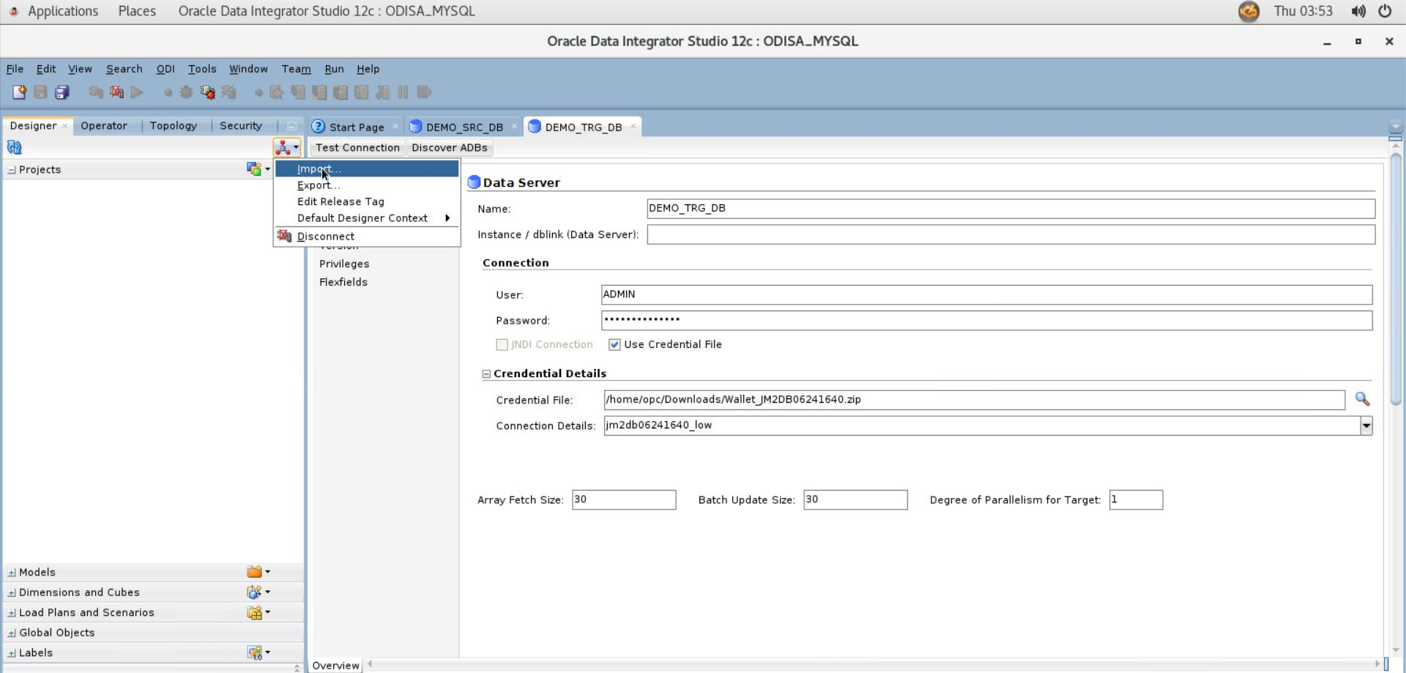 Applications Places Oracle Data Integrator Studio 12c : ODISA_MYSQL Thu 03:53
Oracle Data Integrator Studio 12c : ODISA_MYSQL
File Edit View Search ODI Tools Window Team Run Help
Designer Operator Topology Security Start Page DEMO_SRC_DB DEMO_TRG_DB
Test Connection Discover ADBs
Projects
Import...
Export...
Edit Release Tag
Default Designer Context
Disconnect
Version
Privileges
Flexfields
Data Server
Name: DEMO_TRG_DB
Instance / dblink (Data Server):
Connection
User: ADMIN
Password: ••••••••••••••
JNDI Connection Use Credential File
Crendential Details
Credential File: /home/opc/Downloads/Wallet_JM2DB06241640.zip
Connection Details: jm2db06241640_low
Array Fetch Size: 30 Batch Update Size: 30 Degree of Parallelism for Target: 1
Models
Dimensions and Cubes
Load Plans and Scenarios
Global Objects
Labels
Overview